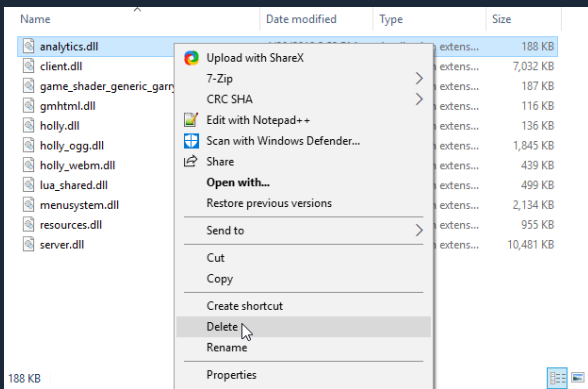 Name Date modified Type Size
analytics.dll extens... 188 KB
client.dll extens... 7,032 KB
game_shader_generic_garry extens... 187 KB
gmhtml.dll extens... 116 KB
holly.dll extens... 136 KB
holly_ogg.dll extens... 1,845 KB
holly_webm.dll extens... 439 KB
lua_shared.dll extens... 499 KB
menusystem.dll extens... 2,134 KB
resources.dll extens... 955 KB
server.dll extens... 10,481 KB
Upload with ShareX
7-Zip
CRC SHA
Edit with Notepad++
Scan with Windows Defender...
Share
Open with...
Restore previous versions
Send to
Cut
Copy
Create shortcut
Delete
Rename
Properties
188 KB